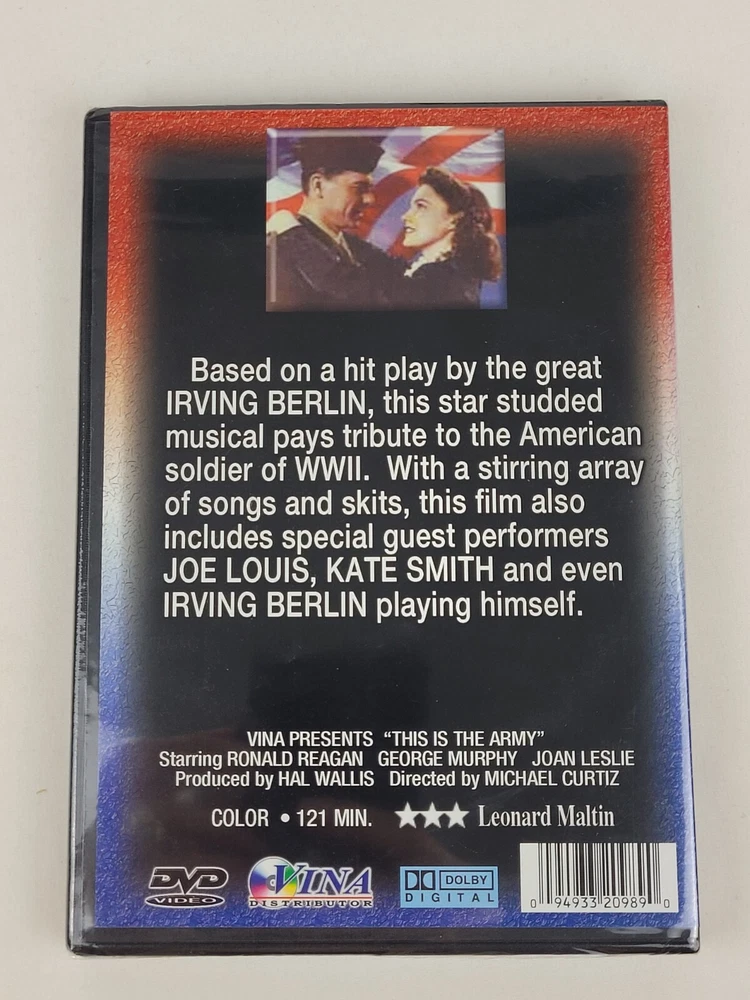 Based on a hit play by the great
IRVING BERLIN, this star studded
musical pays tribute to the American
soldier of WWII. With a stirring array
of songs and skits, this film also
includes special guest performers
JOE LOUIS, KATE SMITH and even
IRVING BERLIN playing himself.
VINA PRESENTS "THIS IS THE ARMY"
Starring RONALD REAGAN GEORGE MURPHY JOAN LESLIE
Produced by HAL WALLIS Directed by MICHAEL CURTIZ
COLOR • 121 MIN. ★★★ Leonard Maltin
DVD
VIDEO
VINA
DISTRIBUTOR
DOLBY
DIGITAL
0 94933 20989 0